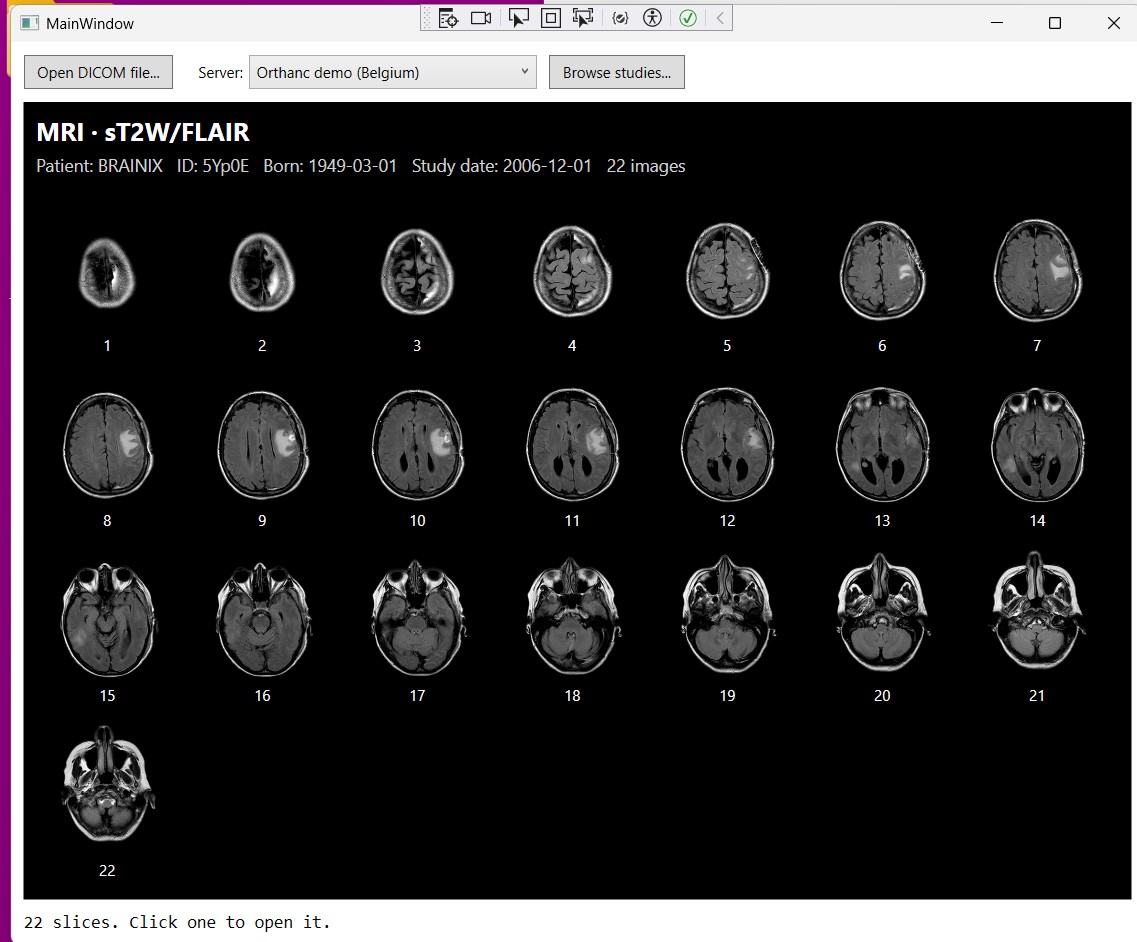 MainWindow
Open DICOM file... Server: Orthanc demo (Belgium) Browse studies...
MRI · sT2W/FLAIR
Patient: BRAINIX ID: 5Yp0E Born: 1949-03-01 Study date: 2006-12-01 22 images
1 2 3 4 5 6 7
8 9 10 11 12 13 14
15 16 17 18 19 20 21
22
22 slices. Click one to open it.